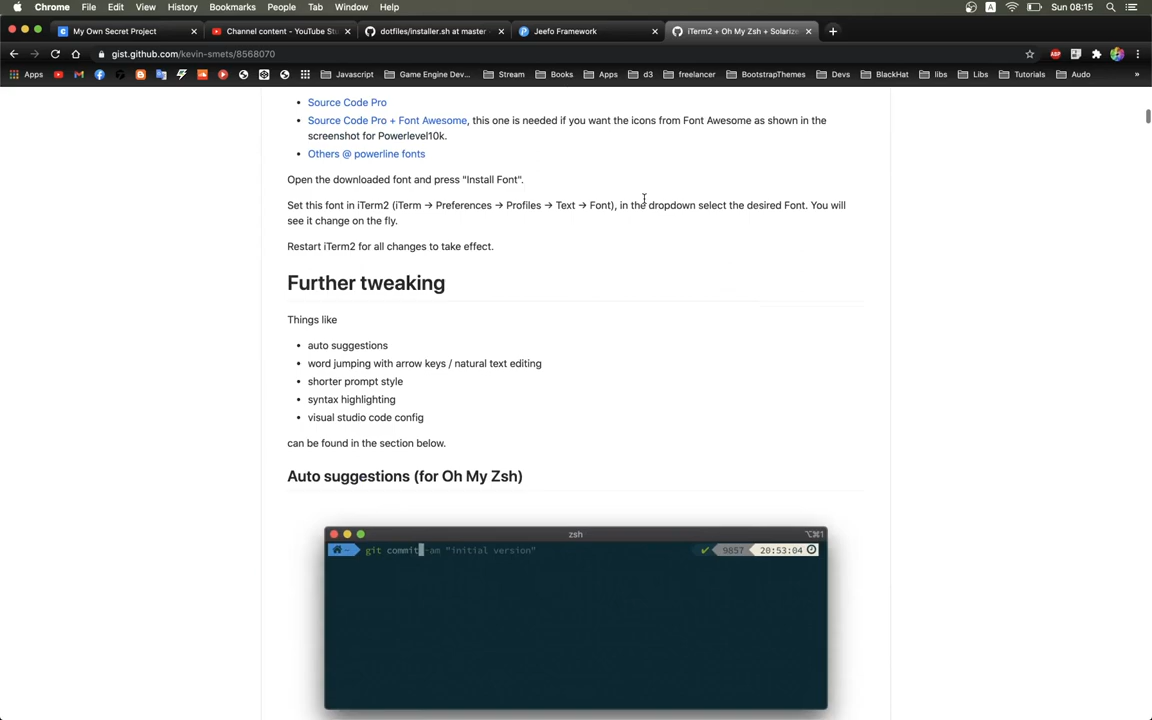 Chrome File Edit View History Bookmarks People Tab Window Help A Sun 08:15
My Own Secret Project
Channel content - YouTube Stu
dotfiles/installer.sh at master
Jeefo Framework
iTerm2 + Oh My Zsh + Solarize
gist.github.com/kevin-smets/8568070
Apps Javascript Game Engine Dev... Stream Books Apps d3 freelancer BootstrapThemes Devs BlackHat libs Libs Tutorials Audo »
• Source Code Pro
• Source Code Pro + Font Awesome, this one is needed if you want the icons from Font Awesome as shown in the
screenshot for Powerlevel10k.
• Others @ powerline fonts
Open the downloaded font and press "Install Font".
Set this font in iTerm2 (iTerm → Preferences → Profiles → Text → Font), in the dropdown select the desired Font. You will
see it change on the fly.
Restart iTerm2 for all changes to take effect.
Further tweaking
Things like
• auto suggestions
• word jumping with arrow keys / natural text editing
• shorter prompt style
• syntax highlighting
• visual studio code config
can be found in the section below.
Auto suggestions (for Oh My Zsh)
zsh ⌥⌘1
~ git commit -am "initial version" ✔ 9857 20:53:04